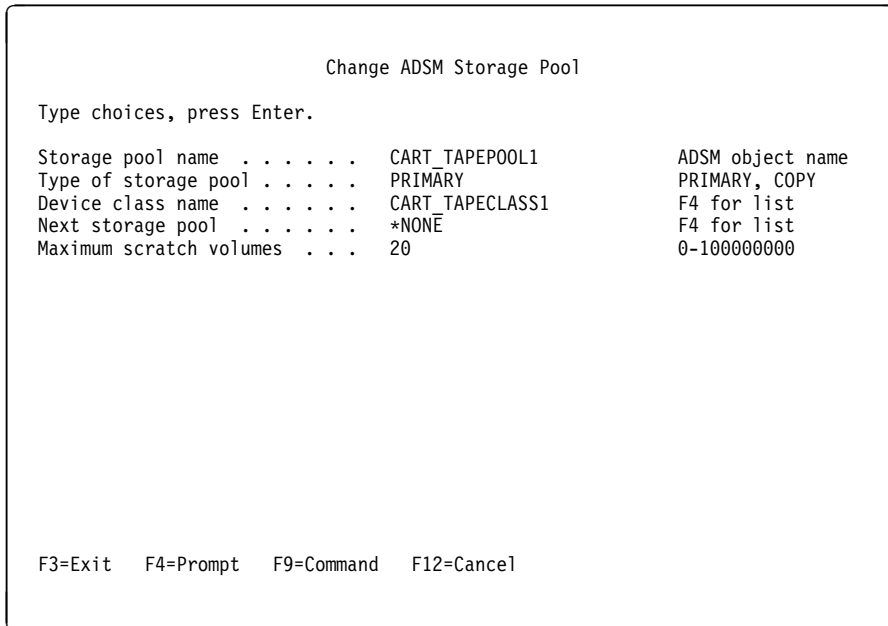 Change ADSM Storage Pool
Type choices, press Enter.
Storage pool name . . . . . . CART_TAPEPOOL1 ADSM object name
Type of storage pool . . . . . PRIMARY PRIMARY, COPY
Device class name . . . . . . CART_TAPECLASS1 F4 for list
Next storage pool . . . . . . *NONE F4 for list
Maximum scratch volumes . . . 20 0-100000000
F3=Exit F4=Prompt F9=Command F12=Cancel